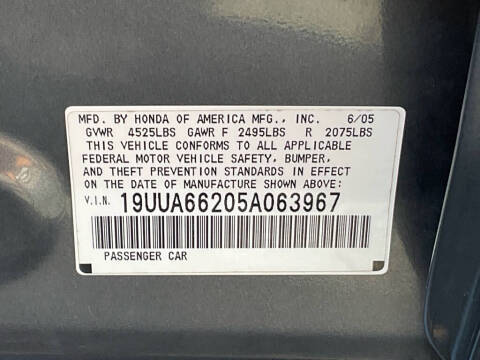 MFD. BY HONDA OF AMERICA MFG., INC. 6/05
GVWR 4525LBS GAWR F 2495LBS R 2075LBS
THIS VEHICLE CONFORMS TO ALL APPLICABLE
FEDERAL MOTOR VEHICLE SAFETY, BUMPER,
AND THEFT PREVENTION STANDARDS IN EFFECT
ON THE DATE OF MANUFACTURE SHOWN ABOVE:
V.I.N. 19UUA66205A063967
PASSENGER CAR